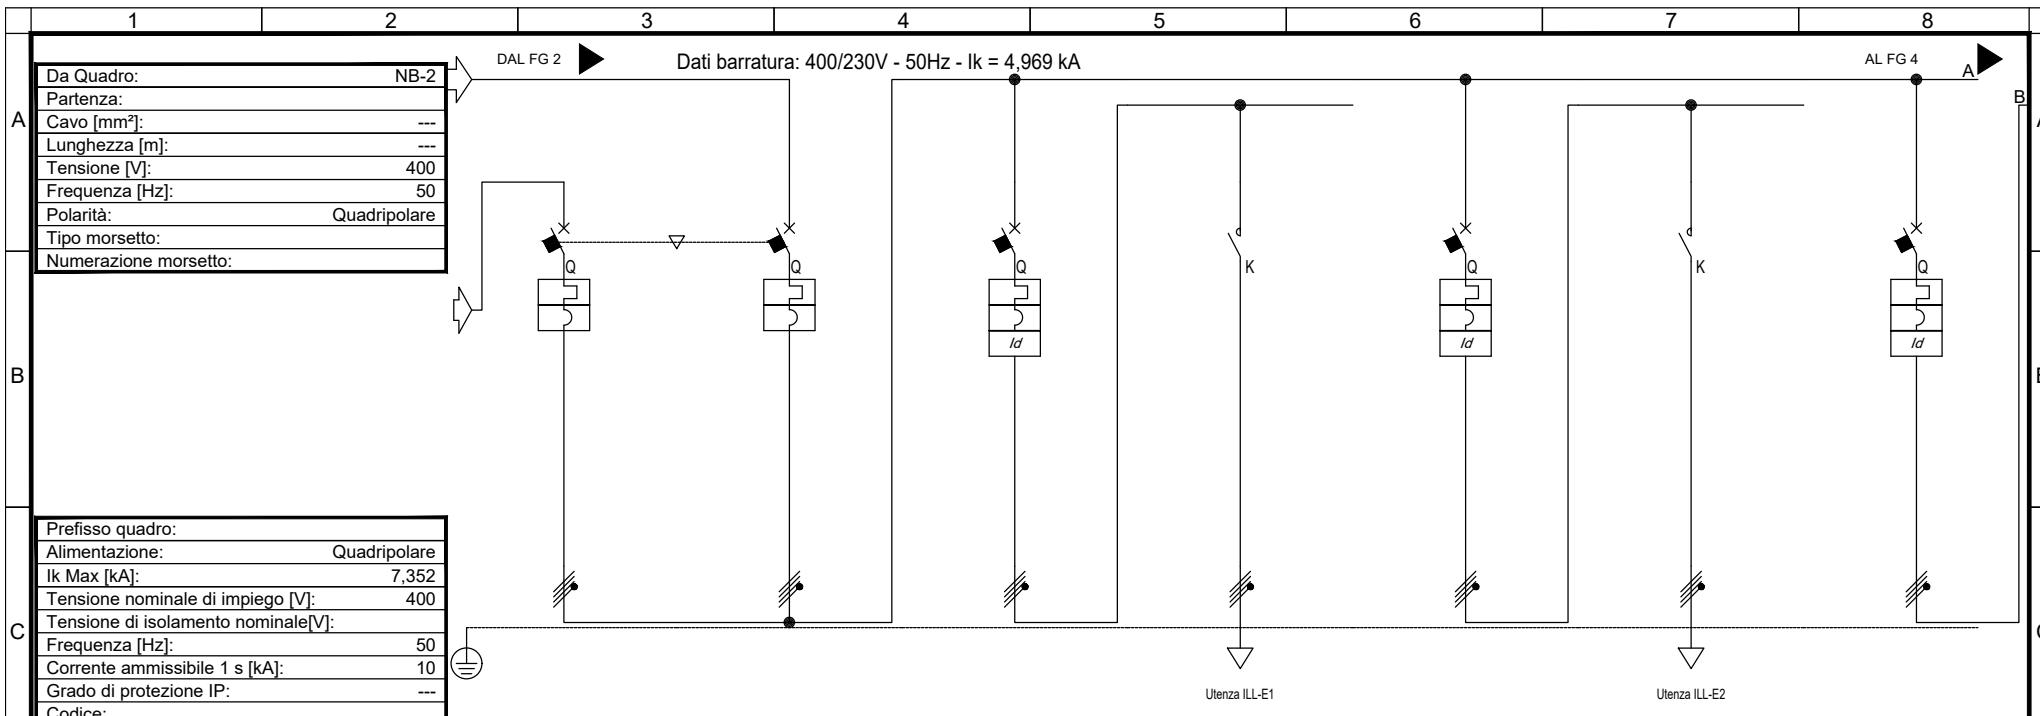 1 2 3 4 5 6 7 8
DAL FG 2
Dati barratura: 400/230V - 50Hz - Ik = 4,969 kA
AL FG 4
A
B
A
Da Quadro: NB-2
Partenza:
Cavo [mm²]: ---
Lunghezza [m]: ---
Tensione [V]: 400
Frequenza [Hz]: 50
Polarità: Quadripolare
Tipo morsetto:
Numerazione morsetto:
Q Q Q K Q K Q
Id Id Id
B
Prefisso quadro:
Alimentazione: Quadripolare
Ik Max [kA]: 7,352
Tensione nominale di impiego [V]: 400
Tensione di isolamento nominale[V]:
Frequenza [Hz]: 50
Corrente ammissibile 1 s [kA]: 10
Grado di protezione IP: ---
Codice:
C
Utenza ILL-E1
Utenza ILL-E2